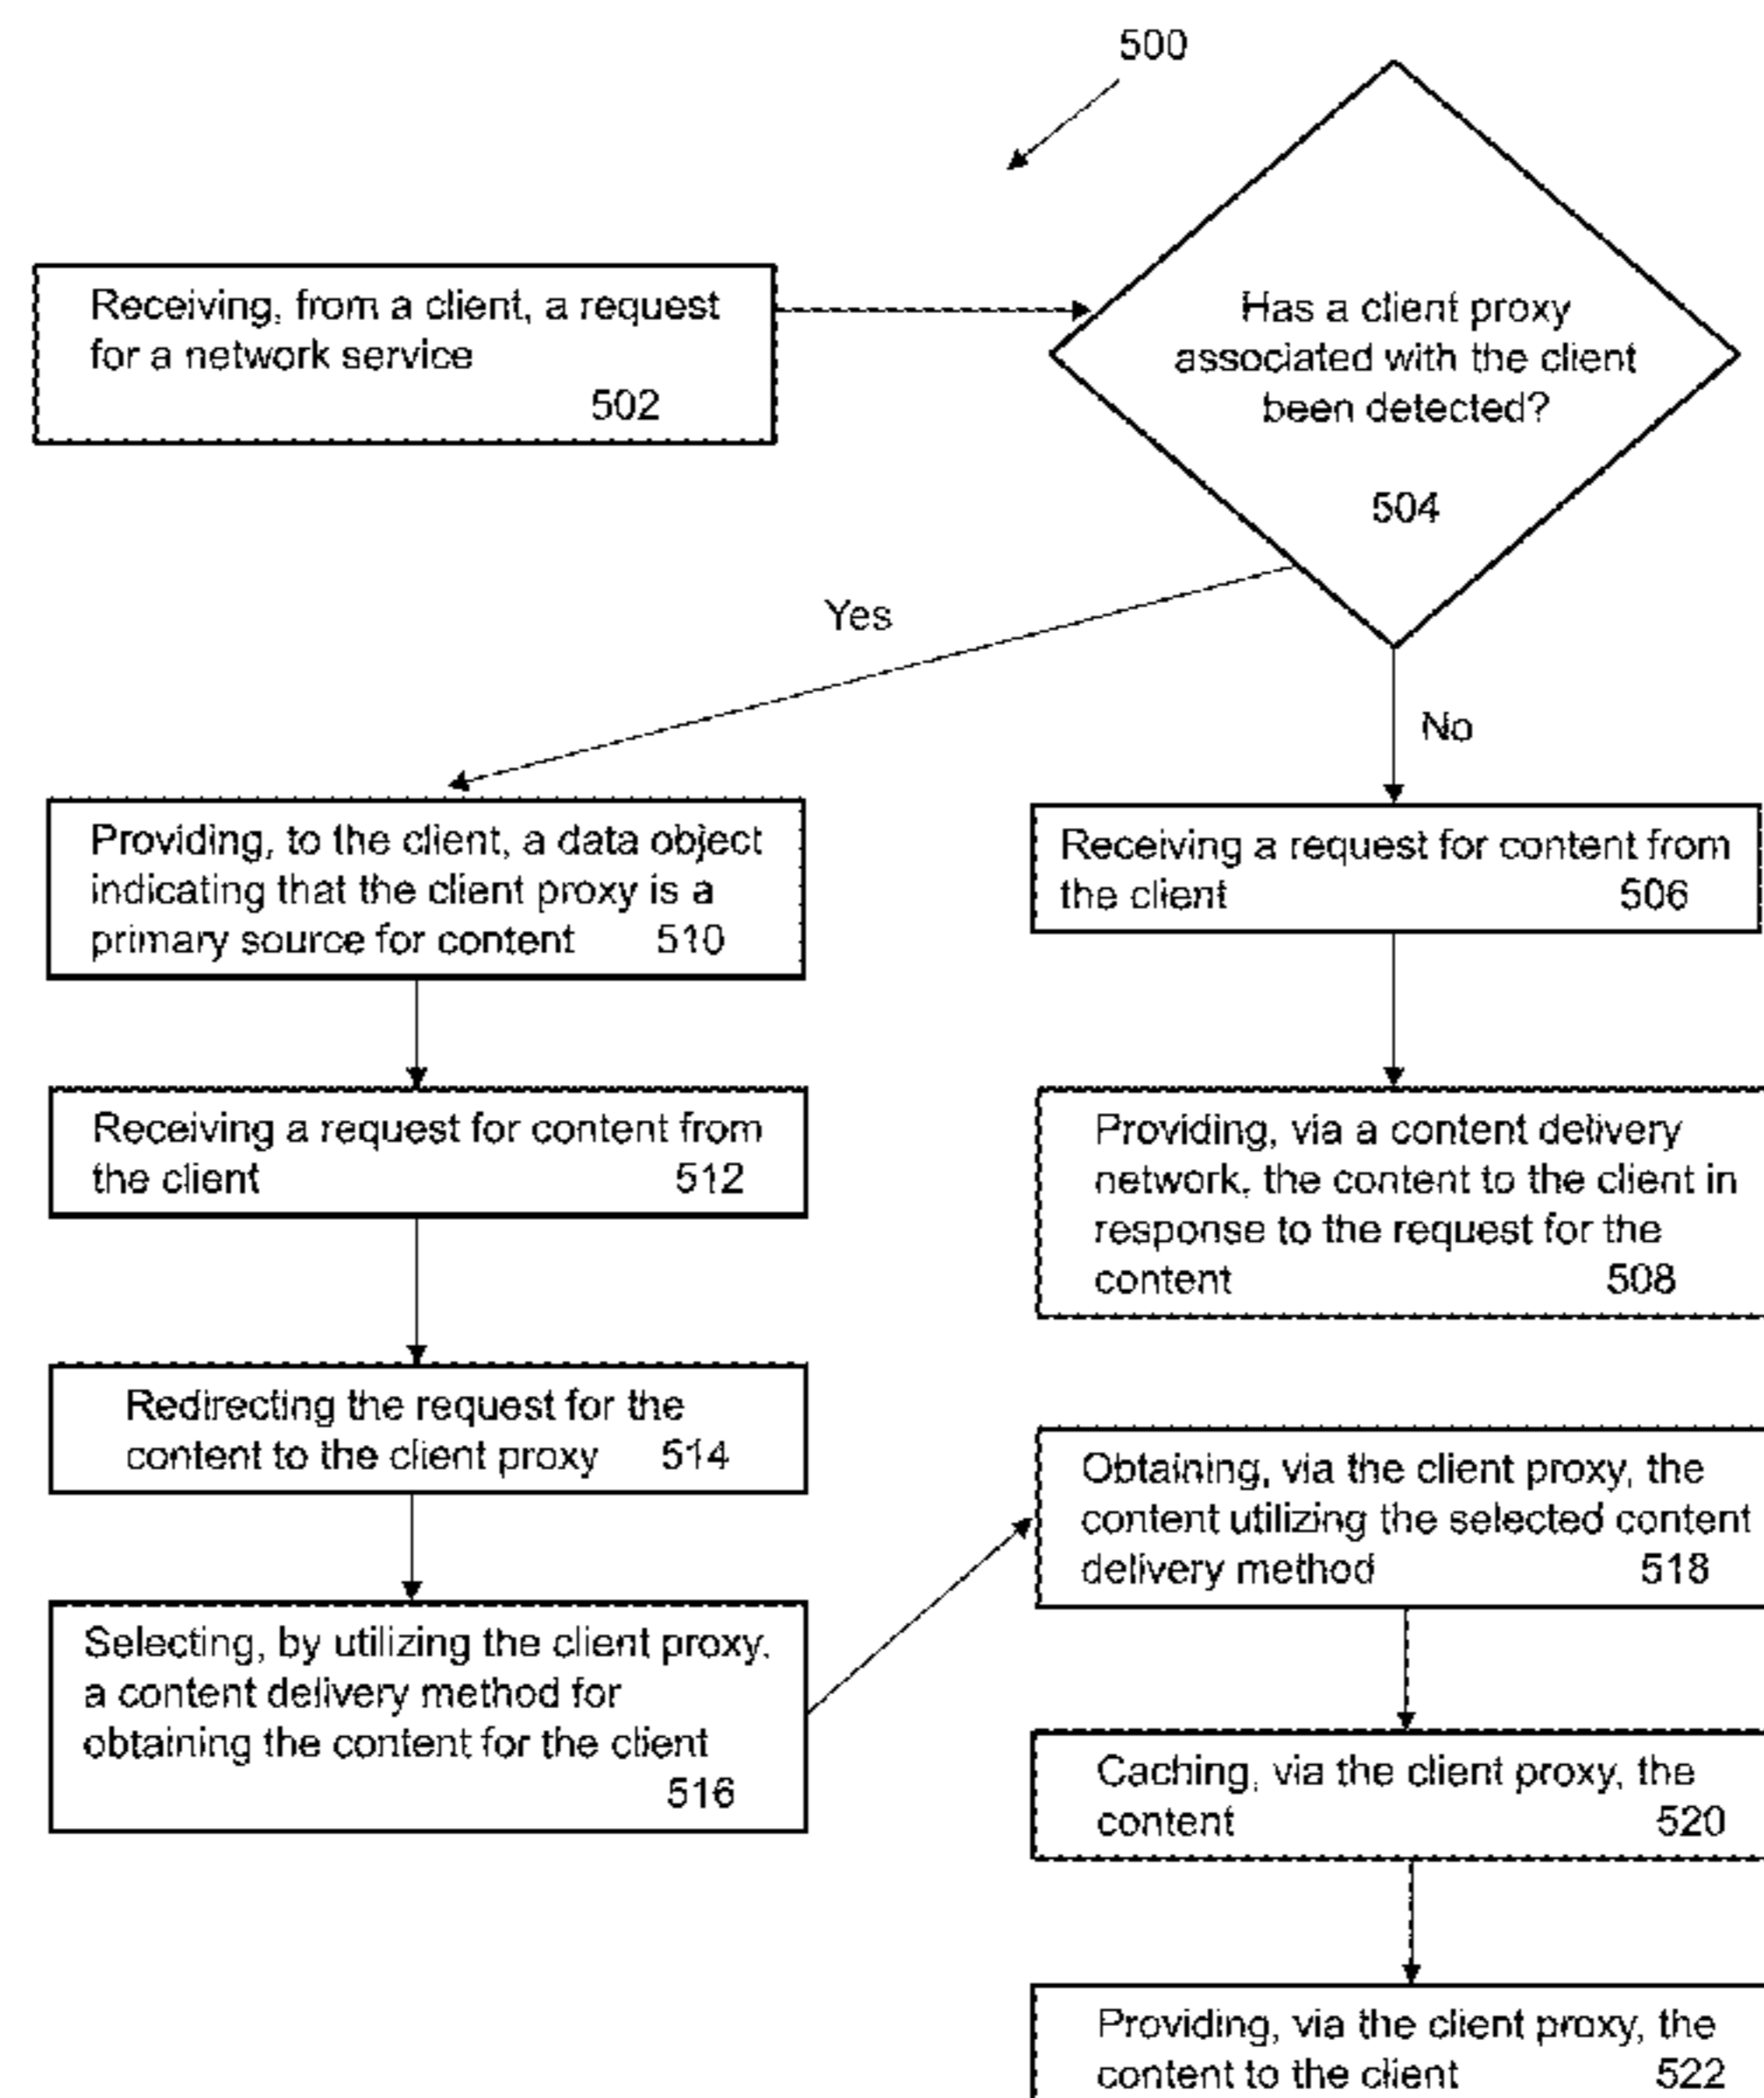 500
Receiving, from a client, a request
for a network service
502
Has a client proxy
associated with the client
been detected?
504
Yes
No
Providing, to the client, a data object
indicating that the client proxy is a
primary source for content 510
Receiving a request for content from
the client 506
Receiving a request for content from
the client 512
Providing, via a content delivery
network, the content to the client in
response to the request for the
content 508
Redirecting the request for the
content to the client proxy 514
Selecting, by utilizing the client proxy,
a content delivery method for
obtaining the content for the client
516
Obtaining, via the client proxy, the
content utilizing the selected content
delivery method 518
Caching, via the client proxy, the
content 520
Providing, via the client proxy, the
content to the client 522